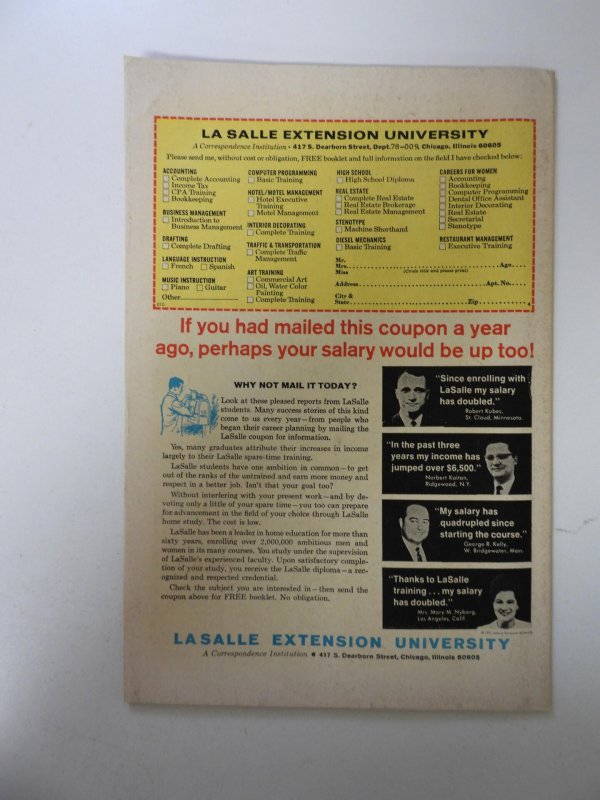 LA SALLE EXTENSION UNIVERSITY
A Correspondence Institution • 417 S. Dearborn Street, Dept. 78-009, Chicago, Illinois 60605
Please send me, without cost or obligation, FREE booklet and full information on the field I have checked below:
ACCOUNTING
Complete Accounting
Income Tax
CPA Training
Bookkeeping
BUSINESS MANAGEMENT
Introduction to
Business Management
DRAFTING
Complete Drafting
LANGUAGE INSTRUCTION
French Spanish
MUSIC INSTRUCTION
Piano Guitar
Other
COMPUTER PROGRAMMING
Basic Training
HOTEL/MOTEL MANAGEMENT
Hotel Executive
Training
Motel Management
INTERIOR DECORATING
Complete Training
TRAFFIC & TRANSPORTATION
Complete Traffic
Management
ART TRAINING
Commercial Art
Oil, Water Color
Painting
Complete Training
HIGH SCHOOL
High School Diploma
REAL ESTATE
Complete Real Estate
Real Estate Brokerage
Real Estate Management
STENOTYPE
Machine Shorthand
DIESEL MECHANICS
Basic Training
CAREERS FOR WOMEN
Accounting
Bookkeeping
Computer Programming
Dental Office Assistant
Interior Decorating
Real Estate
Secretarial
Stenotype
RESTAURANT MANAGEMENT
Executive Training
Mr.
Mrs. Age
Miss (Circle title and please print)
Address Apt. No.
City &
State Zip
If you had mailed this coupon a year
ago, perhaps your salary would be up too!
WHY NOT MAIL IT TODAY?
Look at these pleased reports from LaSalle
students. Many success stories of this kind
come to us every year—from people who
began their career planning by mailing the
LaSalle coupon for information.
Yes, many graduates attribute their increases in income
largely to their LaSalle spare-time training.
LaSalle students have one ambition in common—to get
out of the ranks of the untrained and earn more money and
respect in a better job. Isn't that your goal too?
Without interfering with your present work—and by de-
voting only a little of your spare time—you too can prepare
for advancement in the field of your choice through LaSalle
home study. The cost is low.
LaSalle has been a leader in home education for more than
sixty years, enrolling over 2,000,000 ambitious men and
women in its many courses. You study under the supervision
of LaSalle's experienced faculty. Upon satisfactory comple-
tion of your study, you receive the LaSalle diploma—a rec-
ognized and respected credential.
Check the subject you are interested in—then send the
coupon above for FREE booklet. No obligation.
"Since enrolling with
LaSalle my salary
has doubled."
Robert Kubec,
St. Cloud, Minnesota.
"In the past three
years my income has
jumped over $6,500."
Norbert Kaiten,
Ridgewood, N.Y.
"My salary has
quadrupled since
starting the course."
George R. Kelly,
W. Bridgewater, Mass.
"Thanks to LaSalle
training . . . my salary
has doubled."
Mrs. Mary M. Nyberg,
Los Angeles, Calif.
LASALLE EXTENSION UNIVERSITY
A Correspondence Institution • 417 S. Dearborn Street, Chicago, Illinois 60605